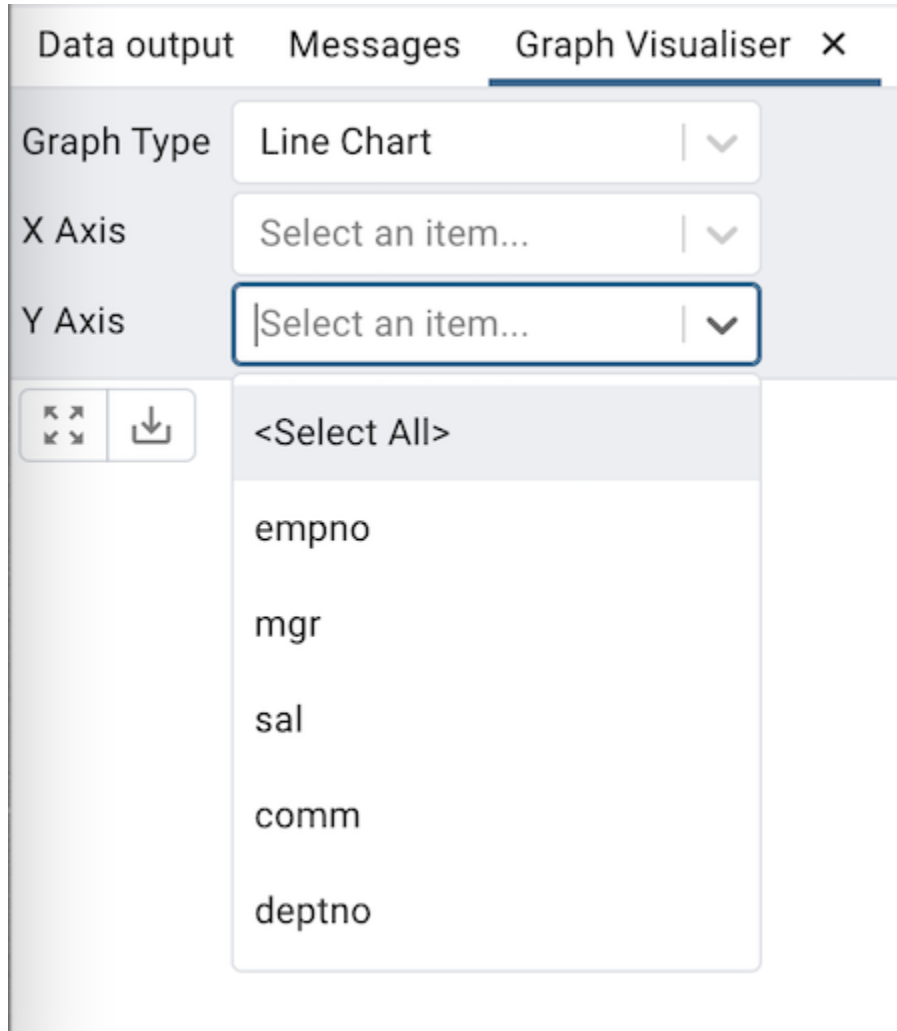 Data output Messages Graph Visualiser ×
Graph Type Line Chart
X Axis Select an item...
Y Axis Select an item...
<Select All>
empno
mgr
sal
comm
deptno